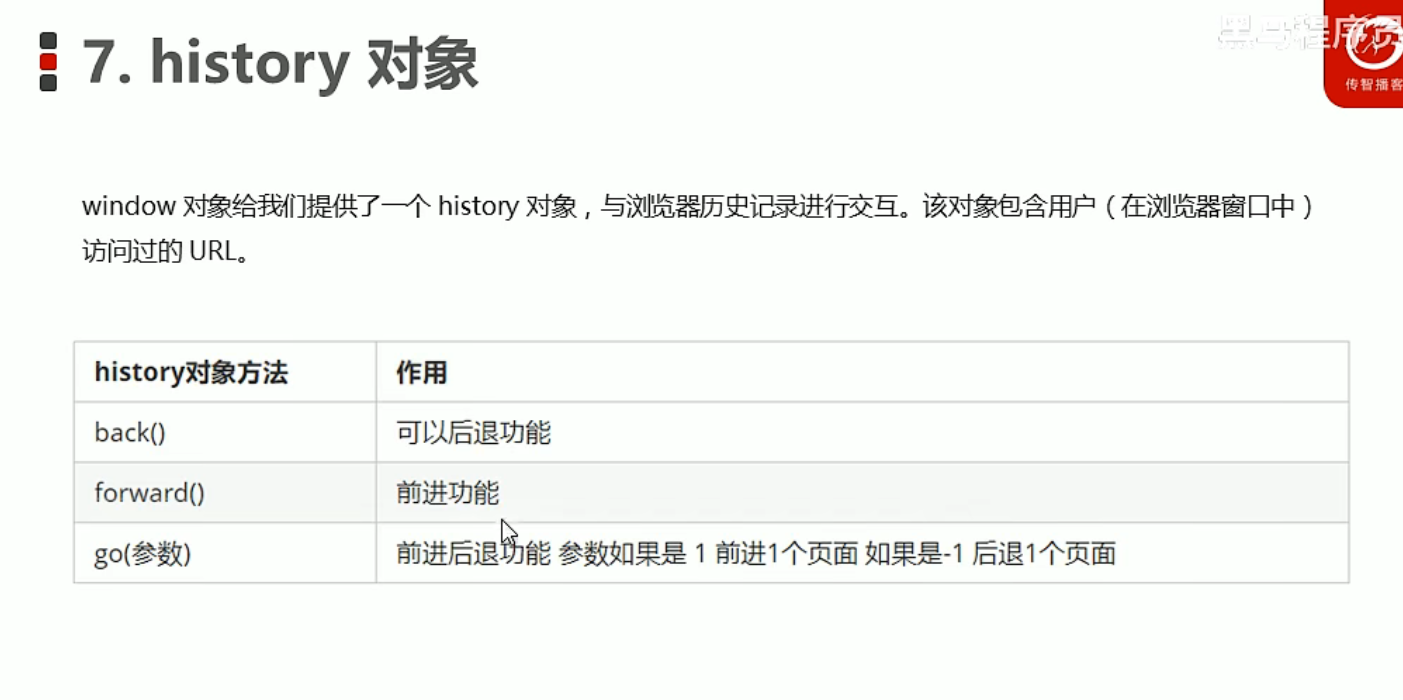 黑马程序员
传智播客
7. history 对象
window 对象给我们提供了一个 history 对象，与浏览器历史记录进行交互。该对象包含用户（在浏览器窗口中）
访问过的 URL。
history对象方法 作用
back() 可以后退功能
forward() 前进功能
go(参数) 前进后退功能 参数如果是 1 前进1个页面 如果是-1 后退1个页面